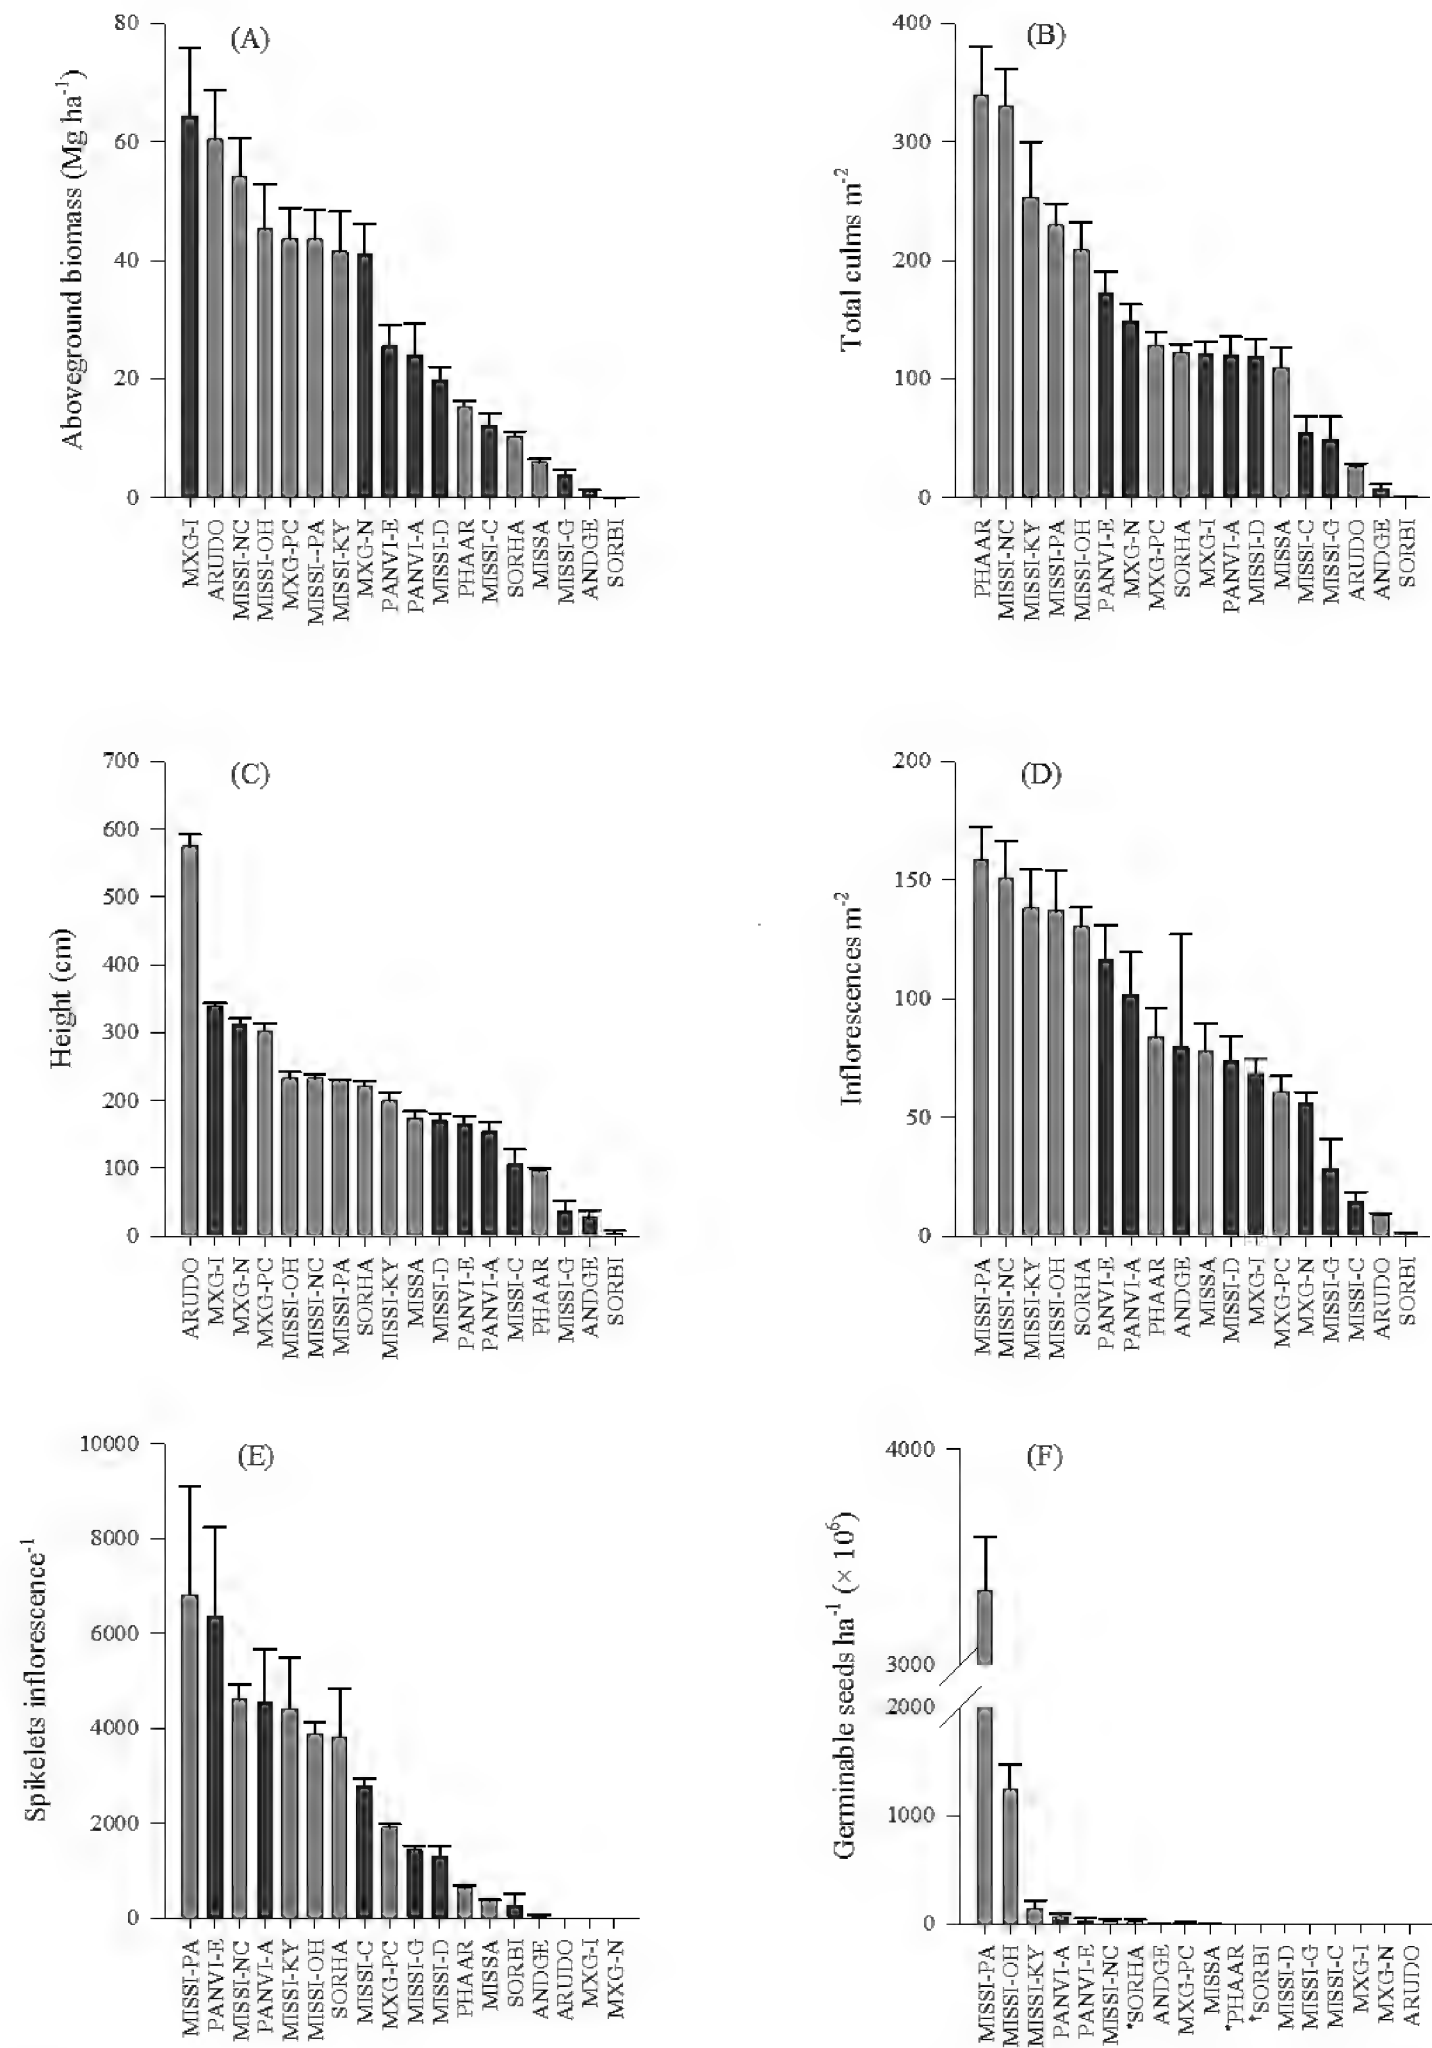 (A)
Aboveground biomass (Mg ha⁻¹)
80
60
40
20
0
MXG-I
ARUDO
MISSI-NC
MISSI-OH
MXG-PC
MISSI--PA
MISSI-KY
MXG-N
PANVI-E
PANVI-A
MISSI-D
PHAAR
MISSI-C
SORHA
MISSA
MISSI-G
ANDGE
SORBI
(B)
Total culms m⁻²
400
300
200
100
0
PHAAR
MISSI-NC
MISSI-KY
MISSI-PA
MISSI-OH
PANVI-E
MXG-N
MXG-PC
SORHA
MXG-I
PANVI-A
MISSI-D
MISSA
MISSI-C
MISSI-G
ARUDO
ANDGE
SORBI
(C)
Height (cm)
700
600
500
400
300
200
100
0
ARUDO
MXG-I
MXG-N
MXG-PC
MISSI-OH
MISSI-NC
MISSI-PA
SORHA
MISSI-KY
MISSA
MISSI-D
PANVI-E
PANVI-A
MISSI-C
PHAAR
MISSI-G
ANDGE
SORBI
(D)
Inflorescences m⁻²
200
150
100
50
0
MISSI-PA
MISSI-NC
MISSI-KY
MISSI-OH
SORHA
PANVI-E
PANVI-A
PHAAR
ANDGE
MISSA
MISSI-D
MXG-I
MXG-PC
MXG-N
MISSI-G
MISSI-C
ARUDO
SORBI
(E)
Spikelets inflorescence⁻¹
10000
8000
6000
4000
2000
0
MISSI-PA
PANVI-E
MISSI-NC
PANVI-A
MISSI-KY
MISSI-OH
SORHA
MISSI-C
MXG-PC
MISSI-G
MISSI-D
PHAAR
MISSA
SORBI
ANDGE
ARUDO
MXG-I
MXG-N
(F)
Germinable seeds ha⁻¹ (× 10⁶)
4000
3000
2000
1000
0
MISSI-PA
MISSI-OH
MISSI-KY
PANVI-A
PANVI-E
MISSI-NC
*SORHA
ANDGE
MXG-PC
MISSA
*PHAAR
†SORBI
MISSI-D
MISSI-G
MISSI-C
MXG-I
MXG-N
ARUDO